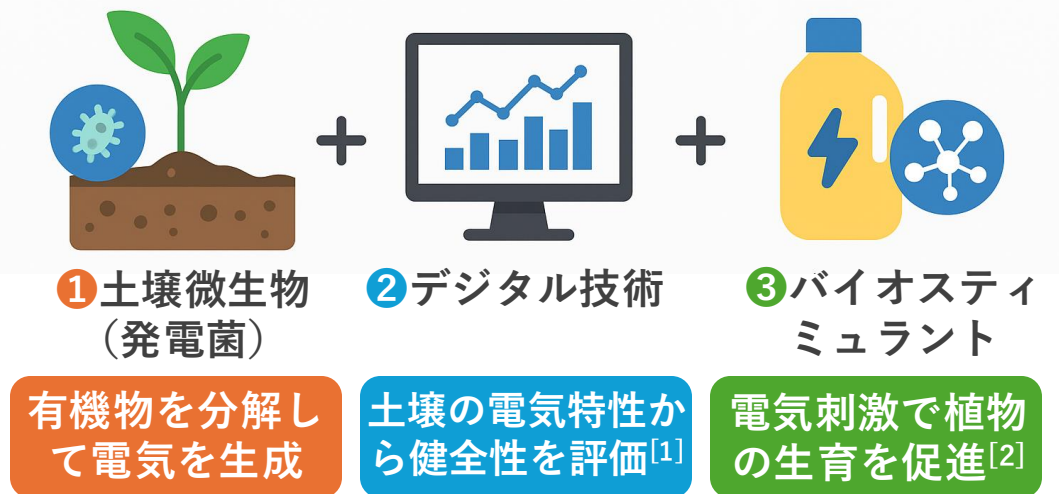 ❶土壌微生物
（発電菌）
❷デジタル技術
❸バイオスティ
ミュラント
有機物を分解し
て電気を生成
土壌の電気特性か
ら健全性を評価[1]
電気刺激で植物
の生育を促進[2]